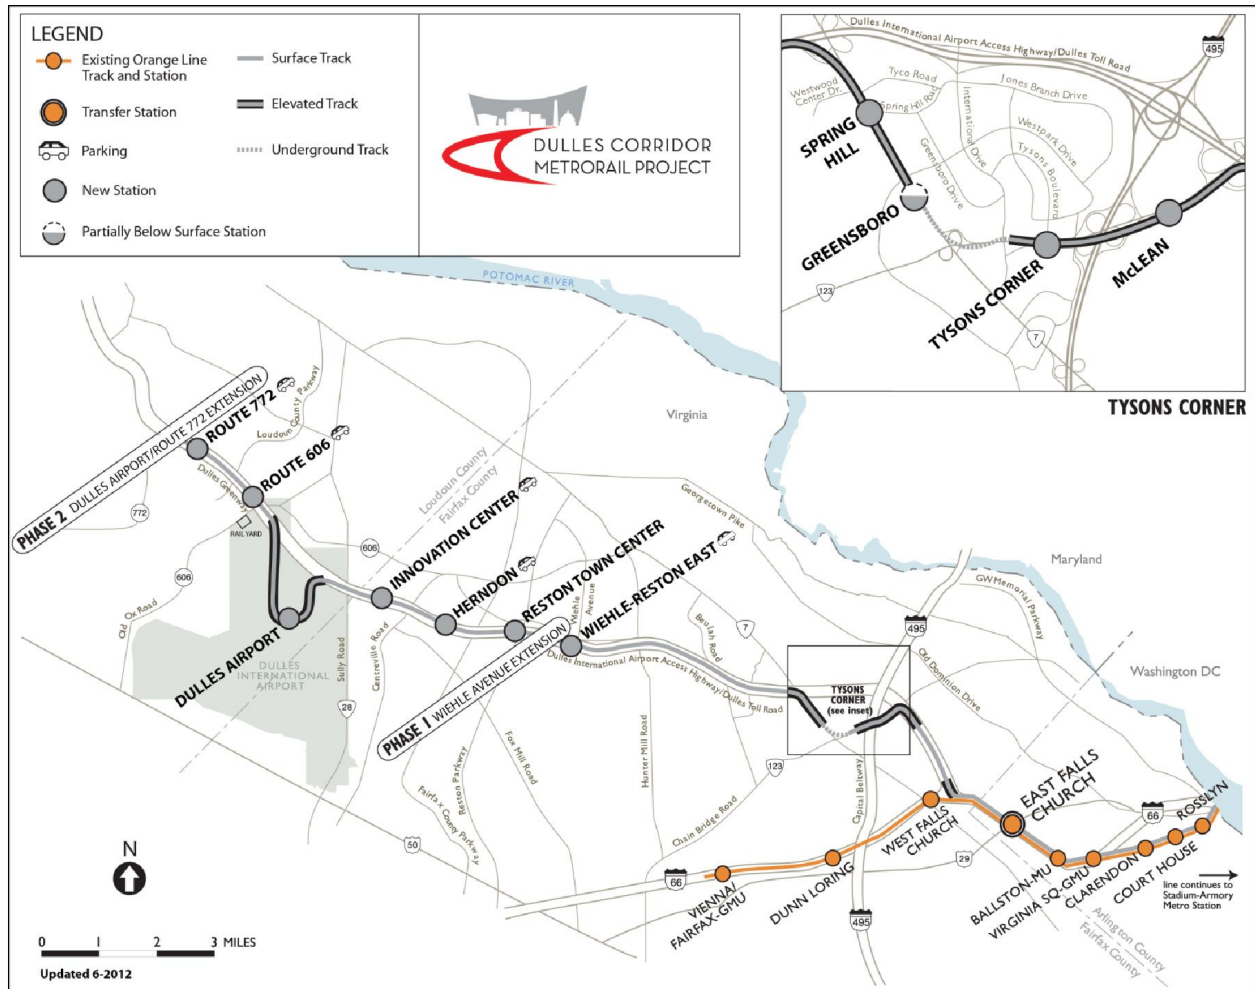 LEGEND
Existing Orange Line
Track and Station
Transfer Station
Parking
New Station
Partially Below Surface Station
Surface Track
Elevated Track
Underground Track
DULLES CORRIDOR
METRORAIL PROJECT
Dulles International Airport Access Highway/Dulles Toll Road
495
Westwood
Center Dr.
Tyco Road
Spring Hill Road
International Drive
Jones Branch Drive
Westpark Drive
Greensboro Drive
Tysons Boulevard
SPRING
HILL
GREENSBORO
TYSONS CORNER
McLEAN
123
7
TYSONS CORNER
POTOMAC RIVER
Virginia
Maryland
Washington DC
PHASE 2 DULLES AIRPORT/ROUTE 772 EXTENSION
ROUTE 772
Loudoun County Parkway
ROUTE 606
Dulles Greenway
772
RAIL YARD
606
606
Old Ox Road
Loudoun County
Fairfax County
INNOVATION CENTER
HERNDON
RESTON TOWN CENTER
Wiehle
Avenue
WIEHLE-RESTON EAST
DULLES AIRPORT
DULLES
INTERNATIONAL
AIRPORT
Sully Road
28
Centreville Road
PHASE 1 WIEHLE AVENUE EXTENSION
Dulles International Airport Access Highway/Dulles Toll Road
Beulah Road
7
Georgetown Pike
GW Memorial Parkway
495
Old Dominion Drive
TYSONS
CORNER
(see inset)
Fox Mill Road
Reston Parkway
Fairfax County Parkway
Hunter Mill Road
123
Chain Bridge Road
Capital Beltway
50
66
VIENNA/
FAIRFAX-GMU
DUNN LORING
WEST FALLS
CHURCH
29
495
EAST FALLS
CHURCH
66
BALLSTON-MU
VIRGINIA SQ-GMU
CLARENDON
COURT HOUSE
ROSSLYN
line continues to
Stadium-Armory
Metro Station
Arlington County
Fairfax County
N
0 1 2 3 MILES
Updated 6-2012